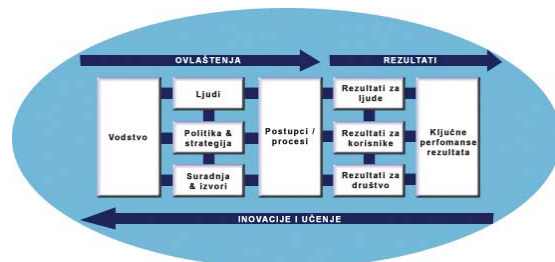 OVLAŠTENJA
REZULTATI
Vodstvo
Ljudi
Politika &
strategija
Suradnja
& izvori
Postupci /
procesi
Rezultati za
ljude
Rezultati za
korisnike
Rezultati za
društvo
Ključne
perfomanse
rezultata
INOVACIJE I UČENJE